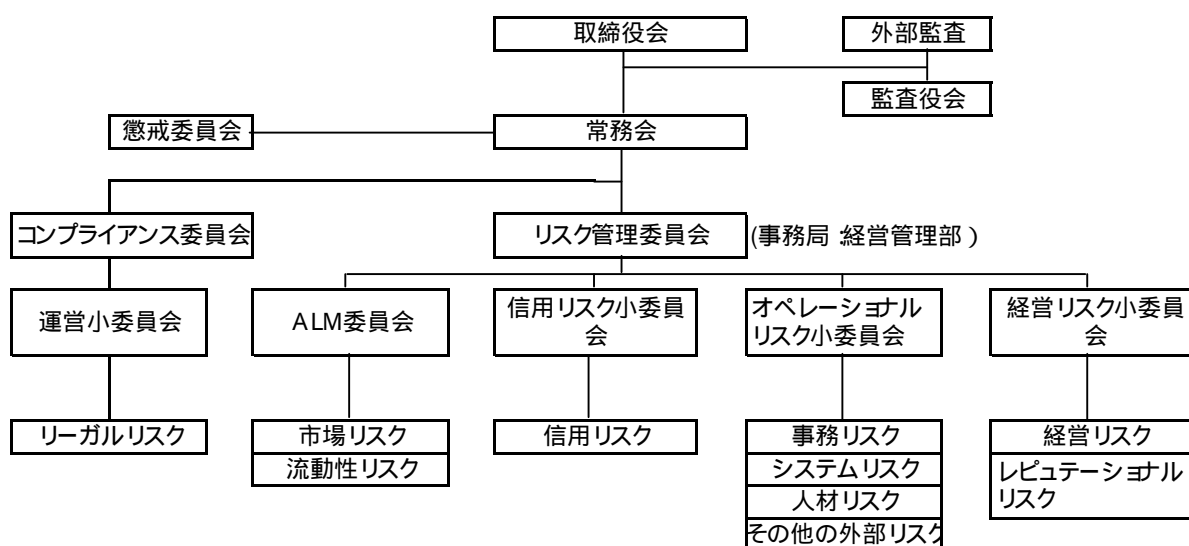 取締役会
外部監査
監査役会
懲戒委員会
常務会
コンプライアンス委員会
リスク管理委員会
(事務局:経営管理部)
運営小委員会
ALM委員会
信用リスク小委員
会
オペレーショナル
リスク小委員会
経営リスク小委員
会
リーガルリスク
市場リスク
流動性リスク
信用リスク
事務リスク
システムリスク
人材リスク
その他の外部リスク
経営リスク
レピュテーショナル
リスク